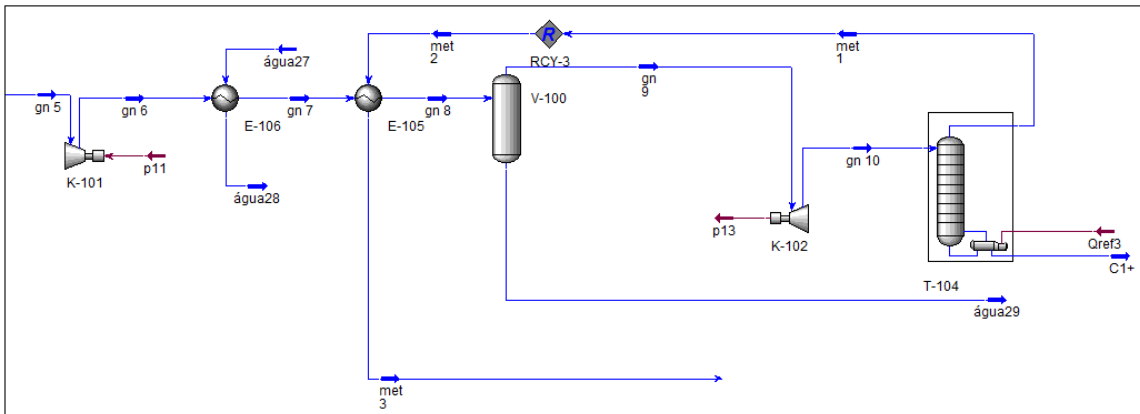 met
2
R
RCY-3
met
1
água27
gn
9
V-100
gn 5
gn 6
gn 7
gn 8
E-106
E-105
gn 10
p11
K-101
água28
p13
K-102
Qref3
C1+
T-104
água29
met
3